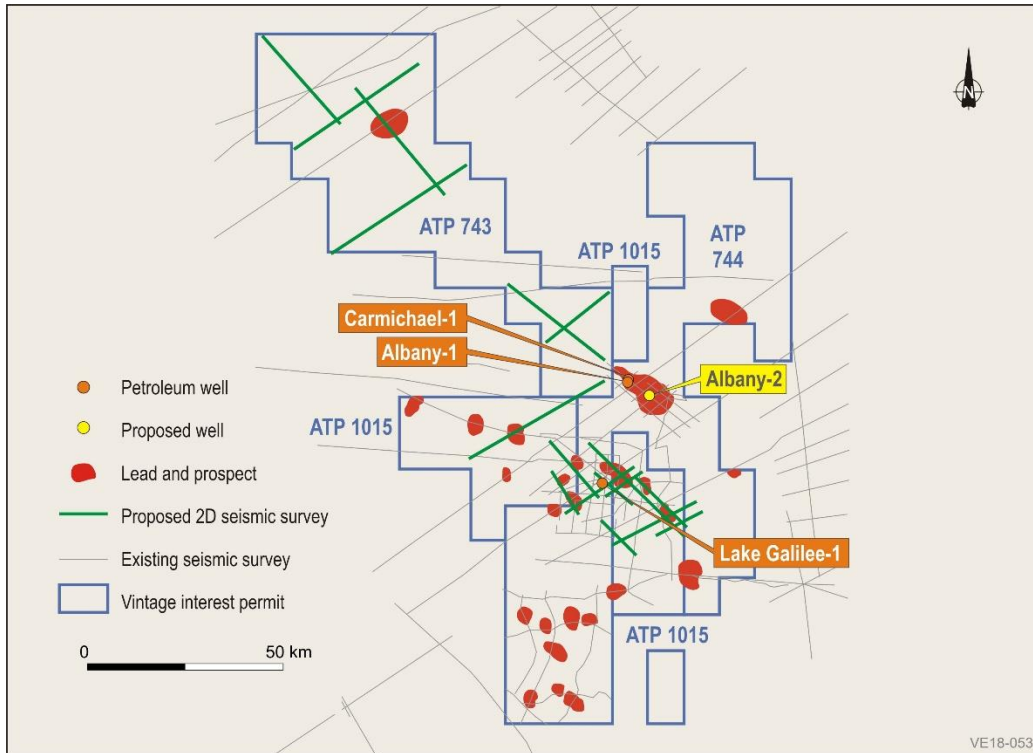 N
ATP 743
ATP 1015
ATP
744
Carmichael-1
Albany-1
Albany-2
ATP 1015
Lake Galilee-1
ATP 1015
Petroleum well
Proposed well
Lead and prospect
Proposed 2D seismic survey
Existing seismic survey
Vintage interest permit
0
50 km
VE18-053